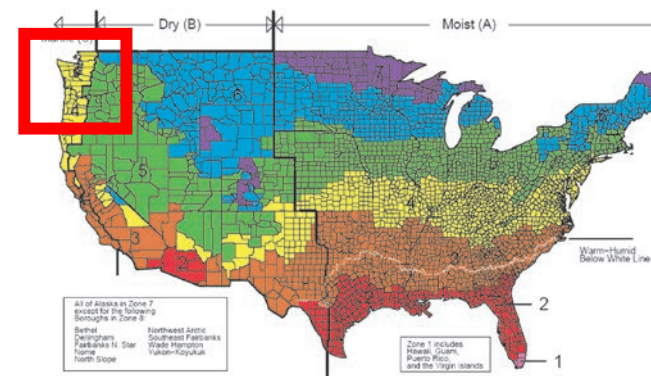 Dry (B)
Moist (A)
7
6
5
4
3
3
2
2
2
1
Warm-Humid
Below White Line
All of Alaska in Zone 7
except for the following
Boroughs in Zone 8:
Bethel
Dellingham
Fairbanks N. Star
Nome
North Slope
Northwest Arctic
Southeast Fairbanks
Wade Hampton
Yukon-Koyukuk
Zone 1 includes
Hawaii, Guam,
Puerto Rico,
and the Virgin Islands